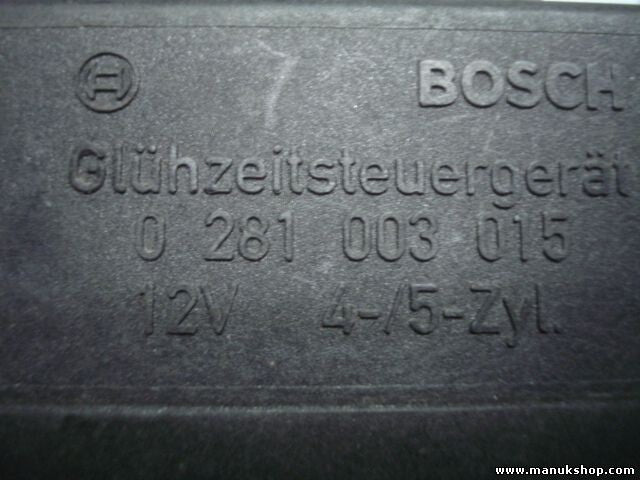 BOSCH
Glühzeitsteuergerät
0 281 003 015
12V 4-/5-Zyl.
www.manukshop.com